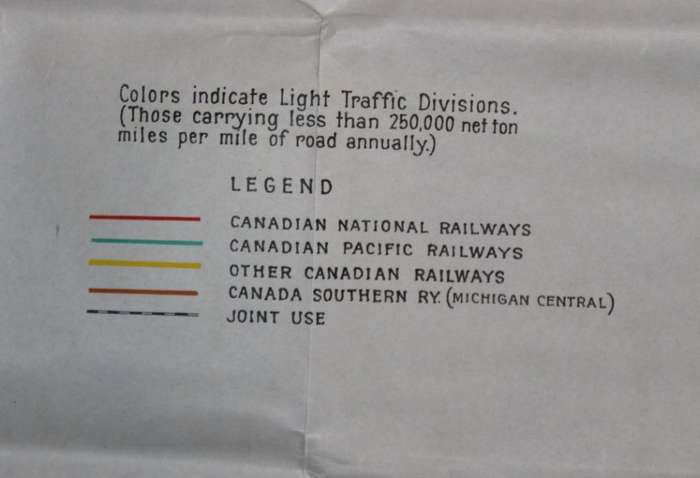 Colors indicate Light Traffic Divisions.
(Those carrying less than 250,000 net ton
miles per mile of road annually.)
LEGEND
CANADIAN NATIONAL RAILWAYS
CANADIAN PACIFIC RAILWAYS
OTHER CANADIAN RAILWAYS
CANADA SOUTHERN RY. (MICHIGAN CENTRAL)
JOINT USE